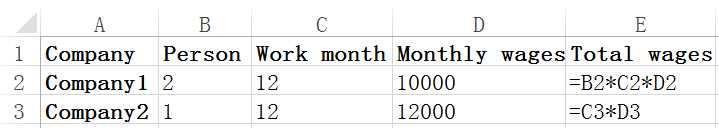 A B C D E
1 Company Person Work month Monthly wages Total wages
2 Company1 2 12 10000 =B2*C2*D2
3 Company2 1 12 12000 =C3*D3